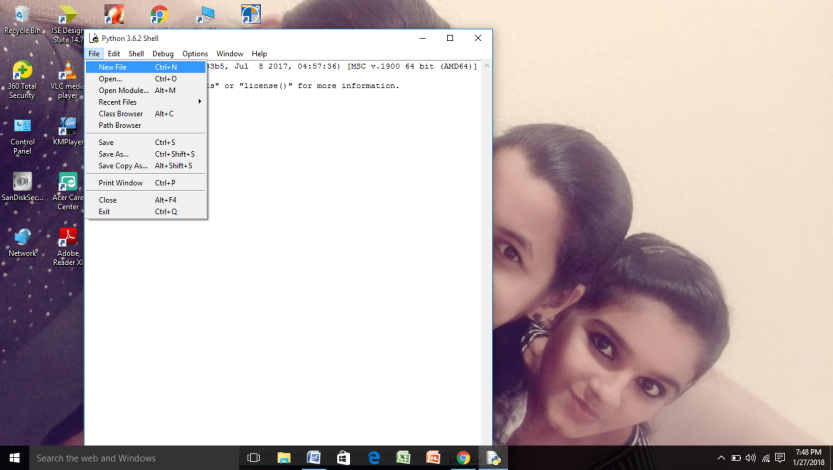 Recycle Bin
ISE Design
Suite 14.7
360 Total
Security
VLC media
player
Control
Panel
KMPlayer
SanDiskSec...
Acer Care
Center
Network
Adobe
Reader XI
Python 3.6.2 Shell
File Edit Shell Debug Options Window Help
3b5, Jul 8 2017, 04:57:36) [MSC v.1900 64 bit (AMD64)]
s" or "license()" for more information.
New File Ctrl+N
Open... Ctrl+O
Open Module... Alt+M
Recent Files
Class Browser Alt+C
Path Browser
Save Ctrl+S
Save As... Ctrl+Shift+S
Save Copy As... Alt+Shift+S
Print Window Ctrl+P
Close Alt+F4
Exit Ctrl+Q
Search the web and Windows
7:48 PM
1/27/2018